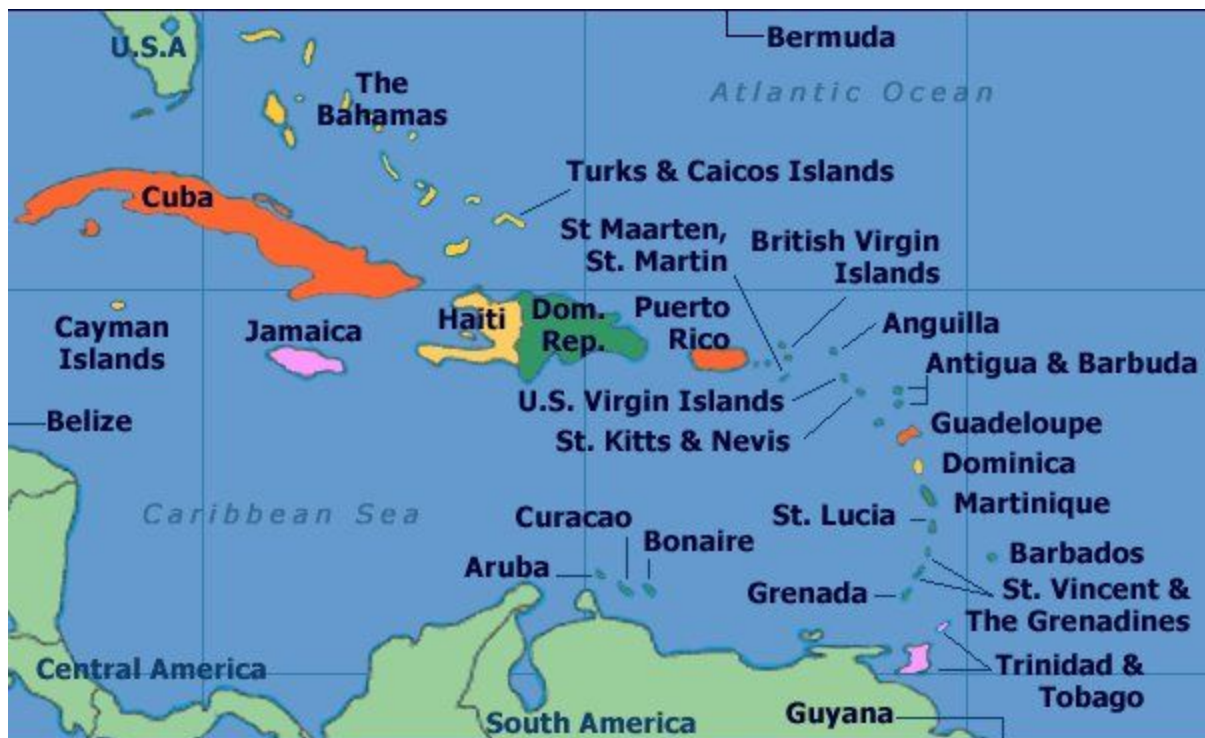 U.S.A
Bermuda
The
Bahamas
Atlantic Ocean
Turks & Caicos Islands
Cuba
St Maarten,
St. Martin
British Virgin
Islands
Cayman
Islands
Jamaica
Haiti
Dom.
Rep.
Puerto
Rico
Anguilla
Antigua & Barbuda
U.S. Virgin Islands
Belize
St. Kitts & Nevis
Guadeloupe
Dominica
Martinique
Caribbean Sea
Curacao
St. Lucia
Bonaire
Barbados
Aruba
Grenada
St. Vincent &
The Grenadines
Central America
Trinidad &
Tobago
South America
Guyana